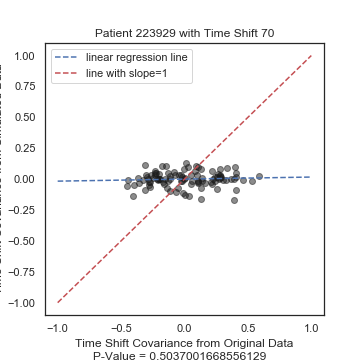 Patient 223929 with Time Shift 70
linear regression line
line with slope=1
1.00
0.75
0.50
0.25
0.00
−0.25
−0.50
−0.75
−1.00
−1.0
−0.5
0.0
0.5
1.0
Time Shift Covariance from Original Data
P-Value = 0.5037001668556129